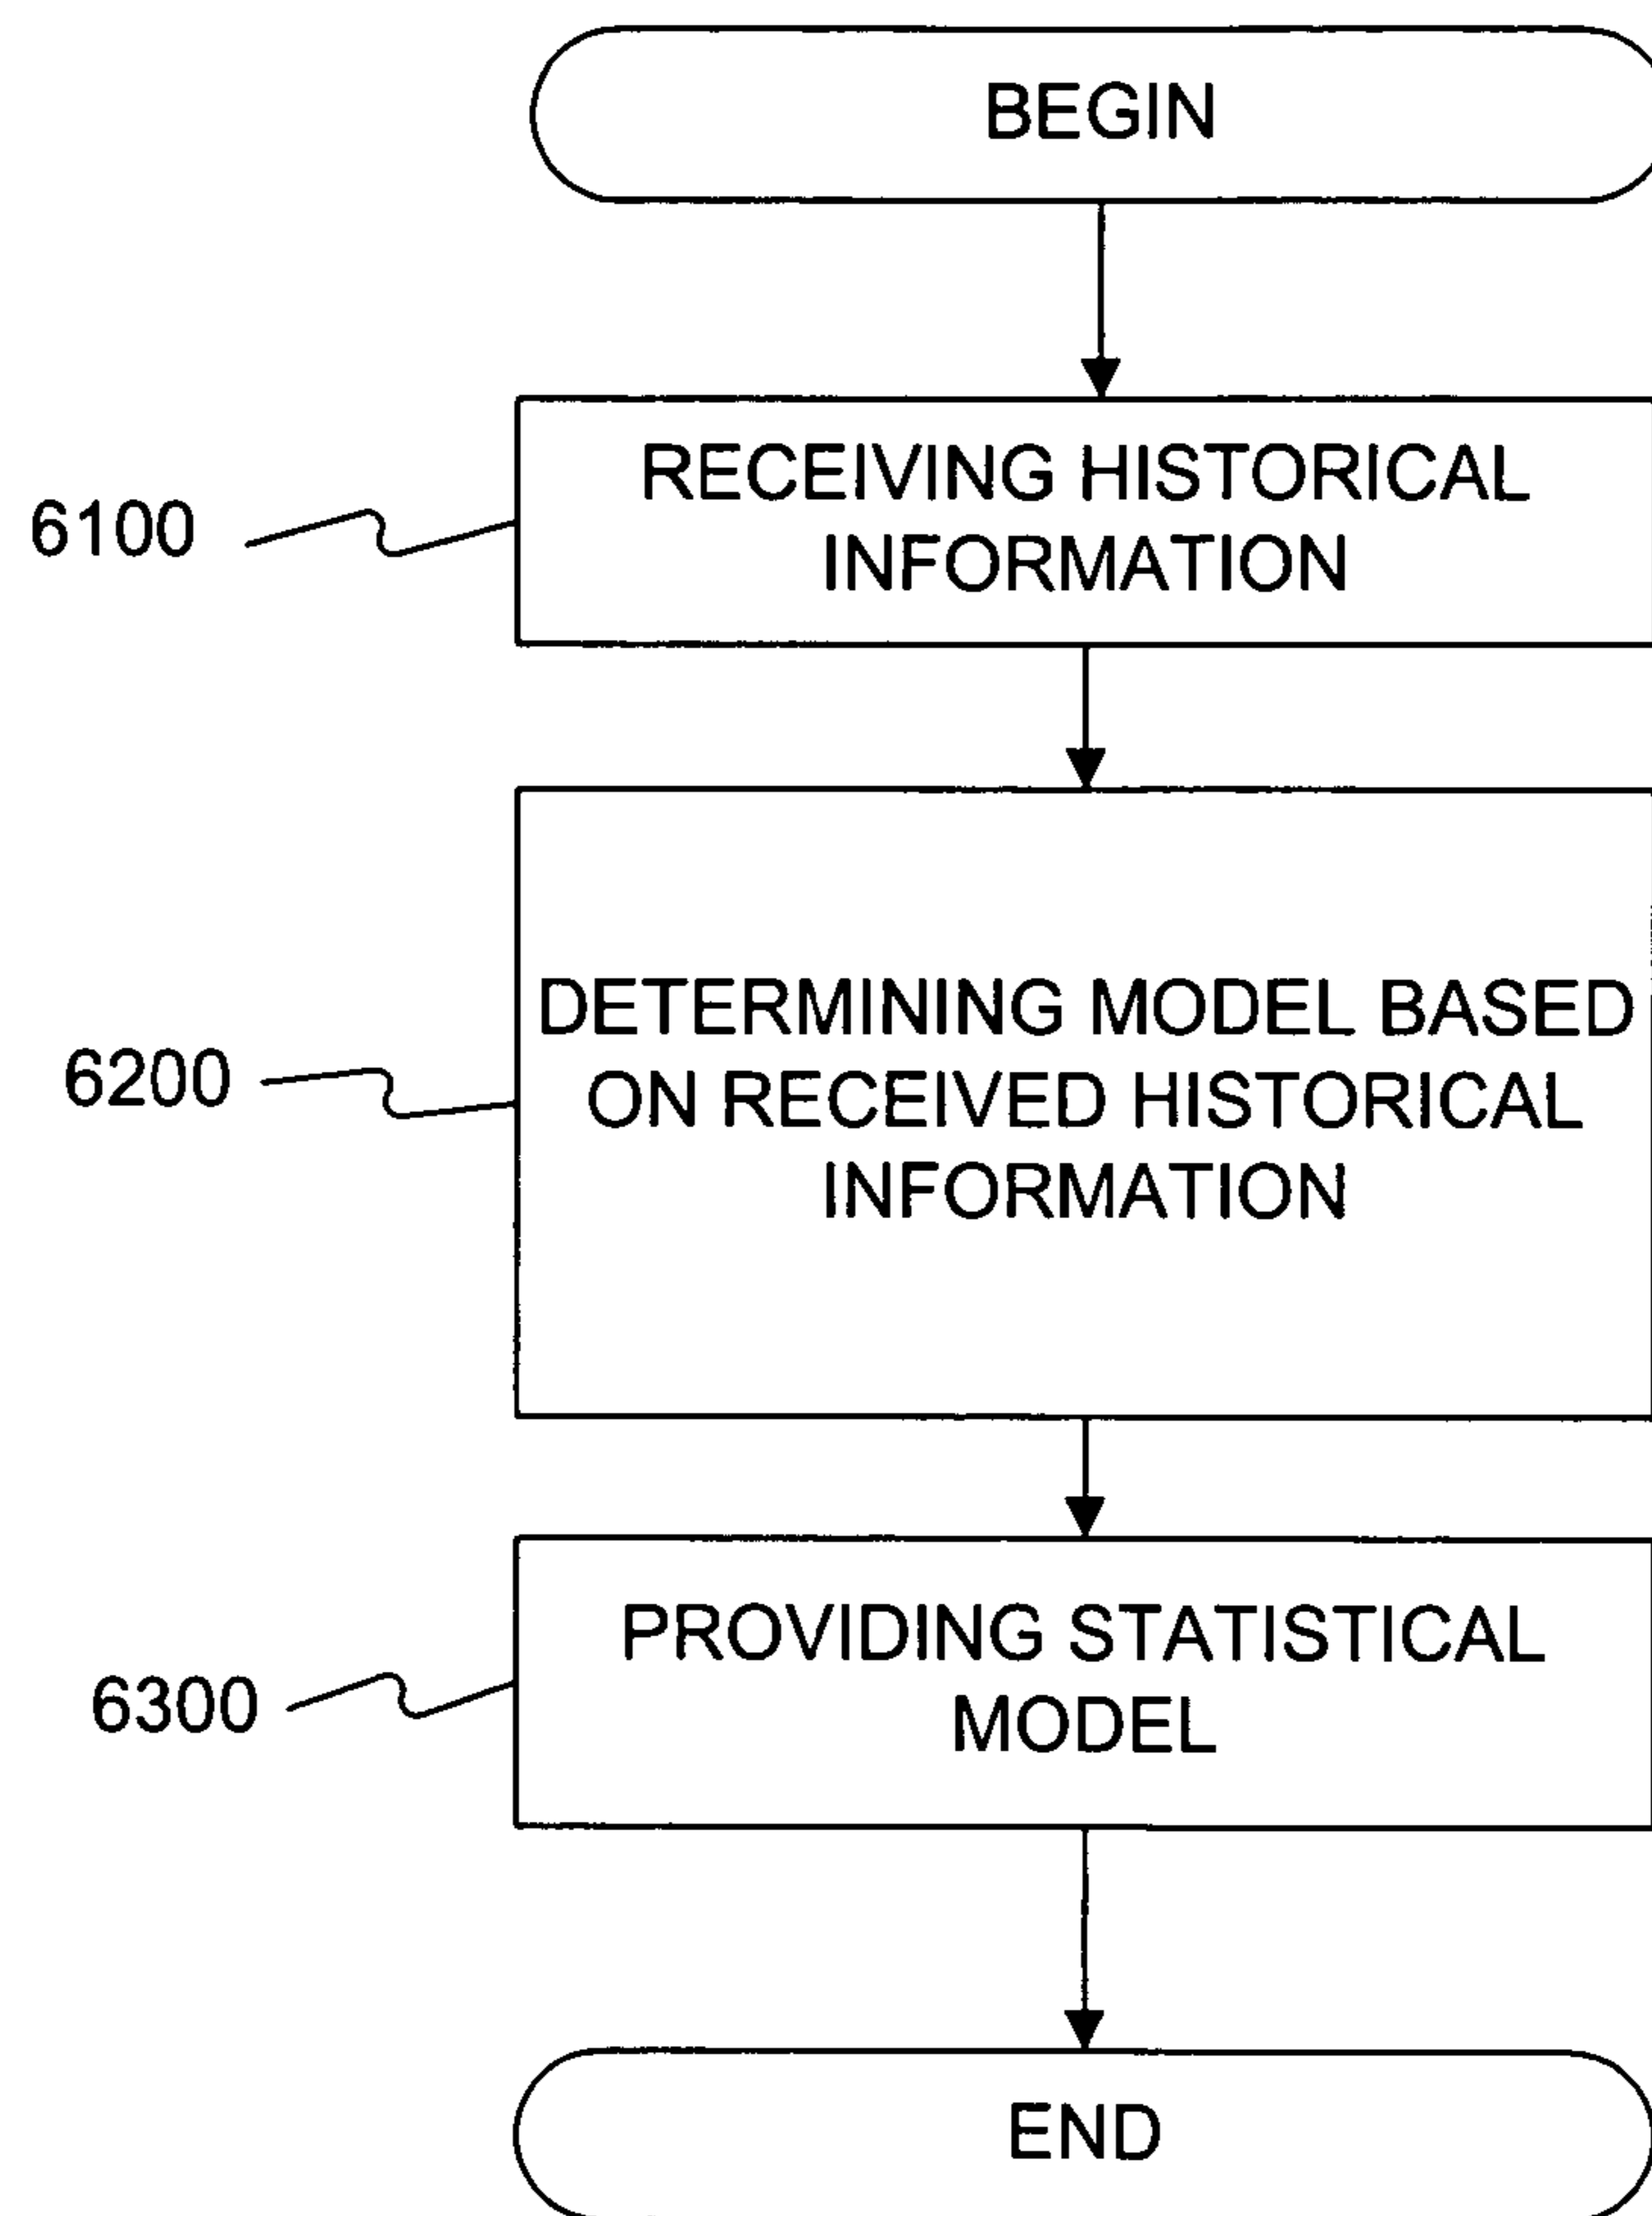 BEGIN
6100
RECEIVING HISTORICAL
INFORMATION
6200
DETERMINING MODEL BASED
ON RECEIVED HISTORICAL
INFORMATION
6300
PROVIDING STATISTICAL
MODEL
END